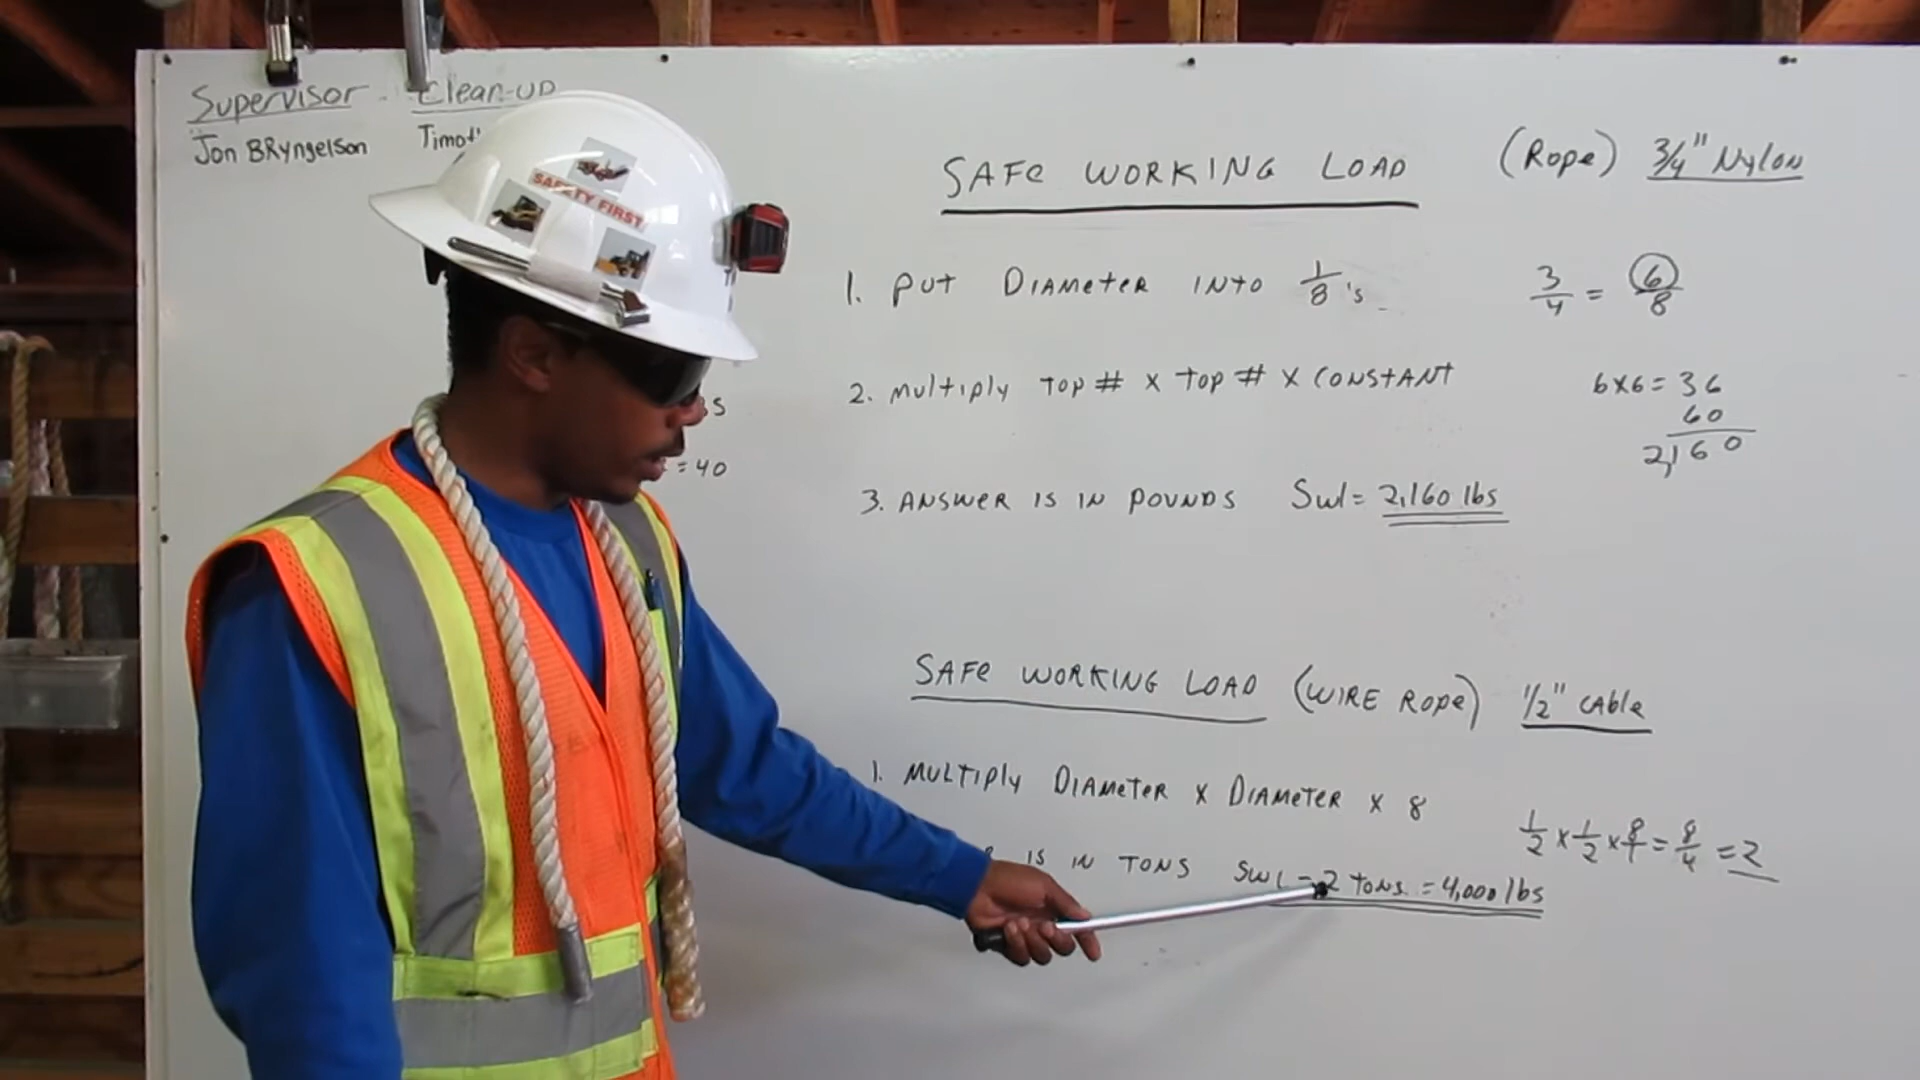 Supervisor - Clean-up
Jon BRyngelson
SAFETY FIRST
SAFe WORKING LOAD (Rope) 3/4" Nylon
1. put Diameter into 1/8's 3/4 = 6/8
2. Multiply Top # x Top # x CONSTANT 6x6 = 36
60
2,160
3. ANSWER IS IN POUNDS Swl = 2,160 lbs
= 40
SAFe WORKING LOAD (WIRE Rope) 1/2" cable
1. Multiply Diameter x Diameter x 8 1/2 x 1/2 x 8/1 = 8/4 = 2
IS IN TONS SWL = 2 TONS. = 4,000 lbs